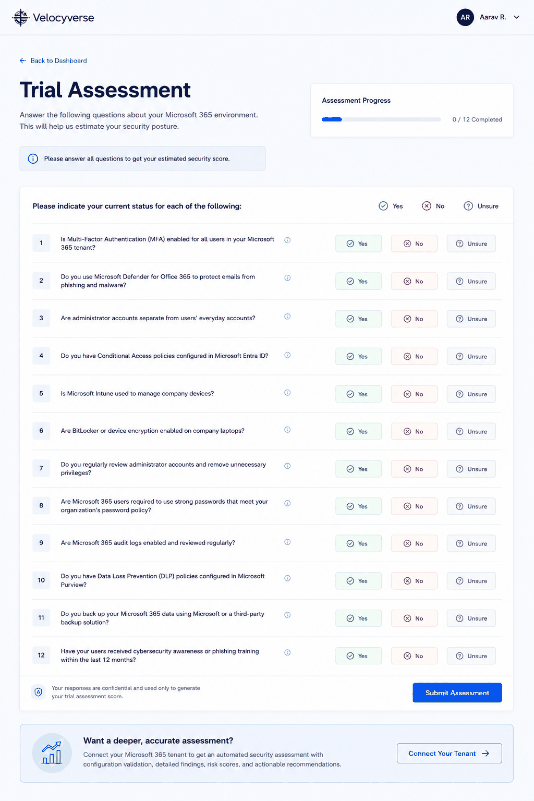 Velocyverse
AR
Aarav R.
Back to Dashboard
Trial Assessment
Answer the following questions about your Microsoft 365 environment.
This will help us estimate your security posture.
Assessment Progress
0 / 12 Completed
Please answer all questions to get your estimated security score.
Please indicate your current status for each of the following:
Yes
No
Unsure
1
Is Multi-Factor Authentication (MFA) enabled for all users in your Microsoft
365 tenant?
Yes
No
Unsure
2
Do you use Microsoft Defender for Office 365 to protect emails from
phishing and malware?
Yes
No
Unsure
3
Are administrator accounts separate from users' everyday accounts?
Yes
No
Unsure
4
Do you have Conditional Access policies configured in Microsoft Entra ID?
Yes
No
Unsure
5
Is Microsoft Intune used to manage company devices?
Yes
No
Unsure
6
Are BitLocker or device encryption enabled on company laptops?
Yes
No
Unsure
7
Do you regularly review administrator accounts and remove unnecessary
privileges?
Yes
No
Unsure
8
Are Microsoft 365 users required to use strong passwords that meet your
organization's password policy?
Yes
No
Unsure
9
Are Microsoft 365 audit logs enabled and reviewed regularly?
Yes
No
Unsure
10
Do you have Data Loss Prevention (DLP) policies configured in Microsoft
Purview?
Yes
No
Unsure
11
Do you back up your Microsoft 365 data using Microsoft or a third-party
backup solution?
Yes
No
Unsure
12
Have your users received cybersecurity awareness or phishing training
within the last 12 months?
Yes
No
Unsure
Your responses are confidential and used only to generate
your trial assessment score.
Submit Assessment
Want a deeper, accurate assessment?
Connect your Microsoft 365 tenant to get an automated security assessment with
configuration validation, detailed findings, risk scores, and actionable recommendations.
Connect Your Tenant